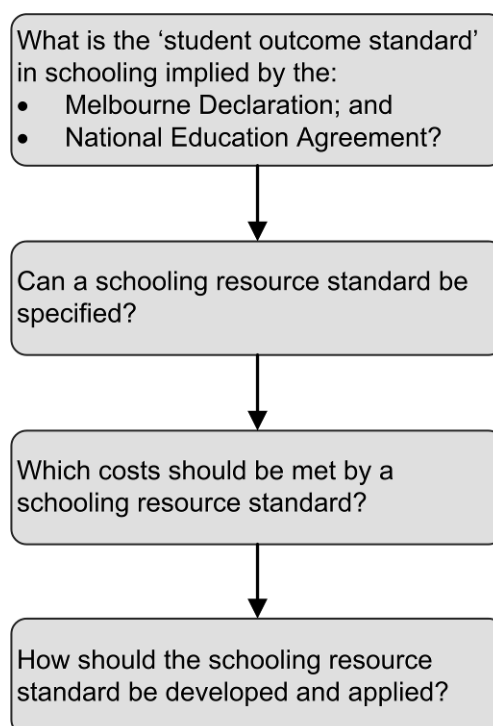 What is the ‘student outcome standard’
in schooling implied by the:
• Melbourne Declaration; and
• National Education Agreement?
Can a schooling resource standard be
specified?
Which costs should be met by a
schooling resource standard?
How should the schooling resource
standard be developed and applied?